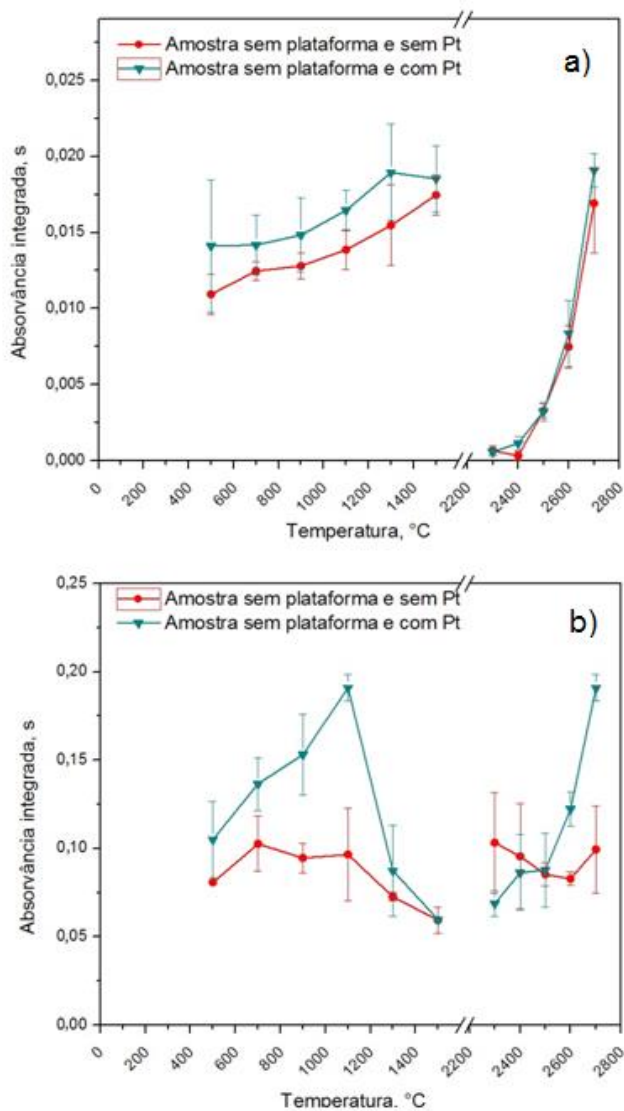 Amostra sem plataforma e sem Pt
Amostra sem plataforma e com Pt
a)
0,025
0,020
0,015
0,010
0,005
0,000
Absorvância integrada, s
0 200 400 600 800 1000 1200 1400 2200 2400 2600 2800
Temperatura, °C
0,25
Amostra sem plataforma e sem Pt
Amostra sem plataforma e com Pt
b)
0,20
0,15
0,10
0,05
0,00
Absorvância integrada, s
0 200 400 600 800 1000 1200 1400 2200 2400 2600 2800
Temperatura, °C